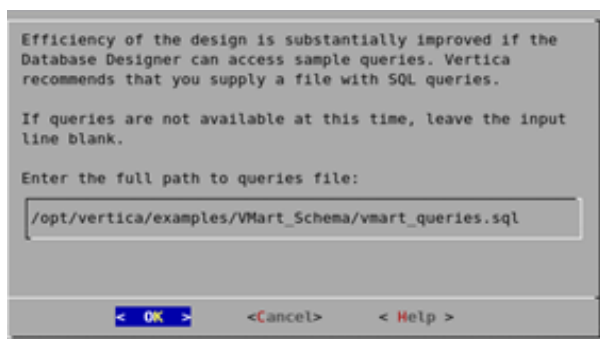 Efficiency of the design is substantially improved if the
Database Designer can access sample queries. Vertica
recommends that you supply a file with SQL queries.
If queries are not available at this time, leave the input
line blank.
Enter the full path to queries file:
/opt/vertica/examples/VMart_Schema/vmart_queries.sql
< OK > <Cancel> < Help >